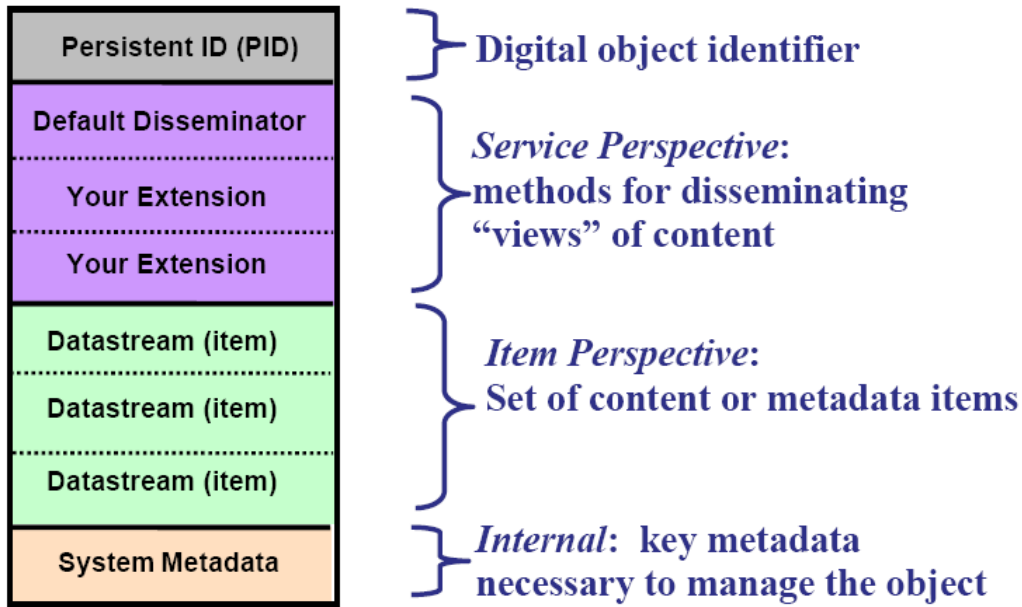 Persistent ID (PID)
Digital object identifier
Default Disseminator
Your Extension
Your Extension
Service Perspective:
methods for disseminating
“views” of content
Datastream (item)
Datastream (item)
Datastream (item)
Item Perspective:
Set of content or metadata items
System Metadata
Internal: key metadata
necessary to manage the object